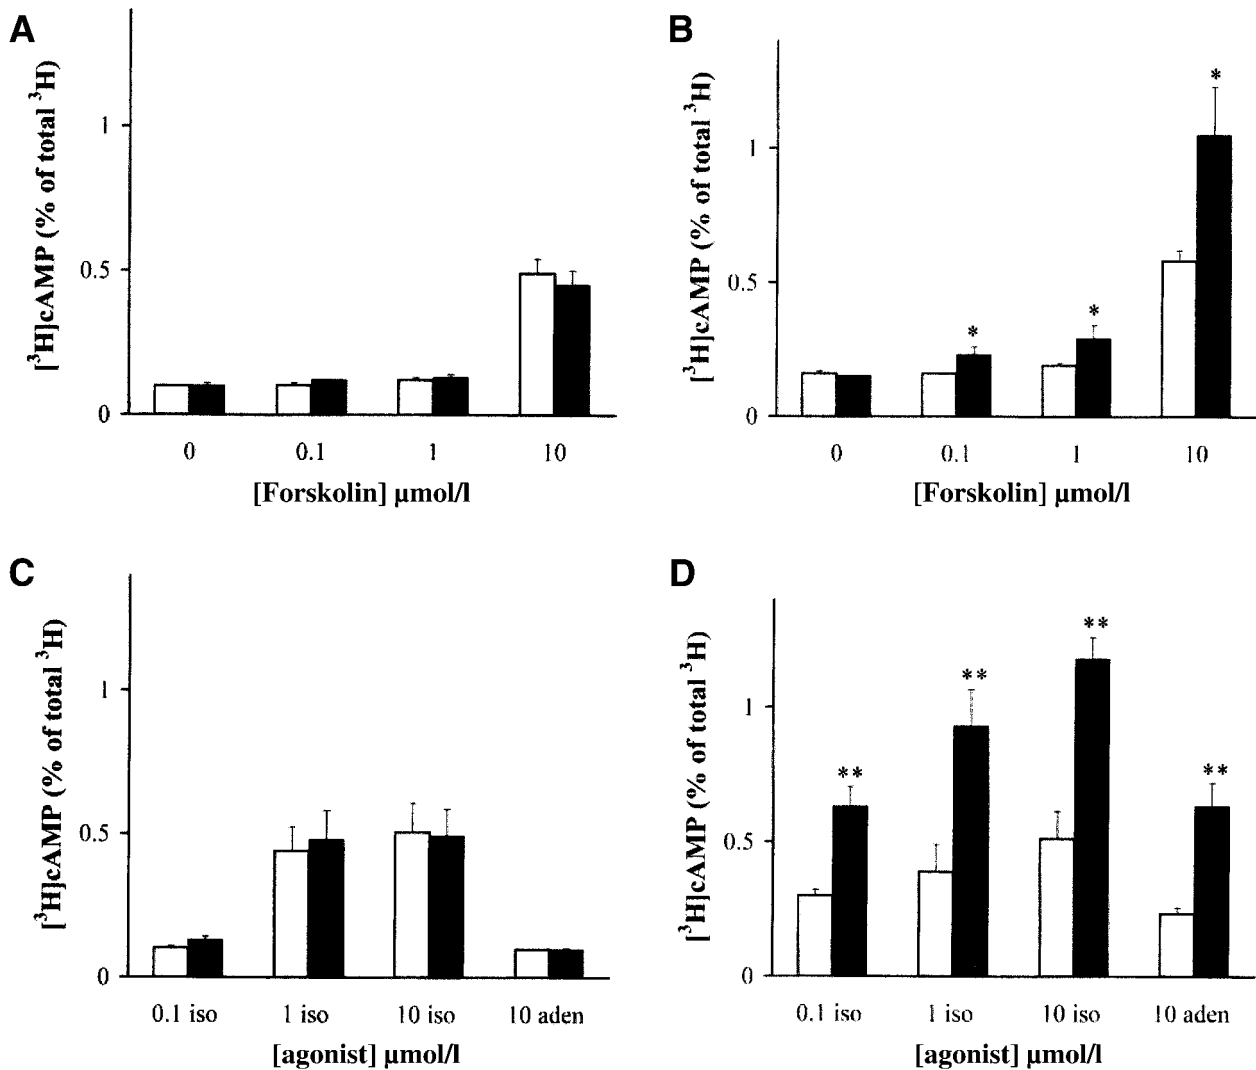 A
[³H]cAMP (% of total ³H)
1
0.5
0
0 0.1 1 10
[Forskolin] µmol/l
B
[³H]cAMP (% of total ³H)
1
0.5
0
* * *
0 0.1 1 10
[Forskolin] µmol/l
C
[³H]cAMP (% of total ³H)
1
0.5
0
0.1 iso 1 iso 10 iso 10 aden
[agonist] µmol/l
D
[³H]cAMP (% of total ³H)
1
0.5
0
** ** ** **
0.1 iso 1 iso 10 iso 10 aden
[agonist] µmol/l